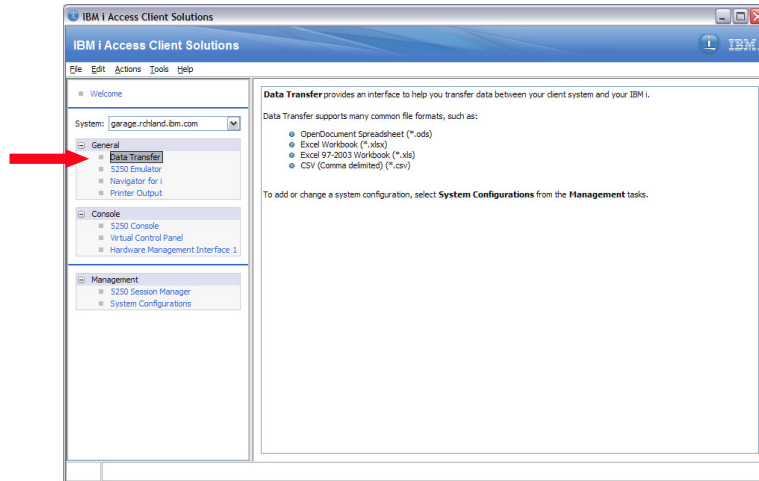 IBM i Access Client Solutions
IBM i Access Client Solutions
IBM.
File Edit Actions Tools Help
Welcome
System: garage.rchland.ibm.com
General
Data Transfer
5250 Emulator
Navigator for i
Printer Output
Console
5250 Console
Virtual Control Panel
Hardware Management Interface 1
Management
5250 Session Manager
System Configurations
Data Transfer provides an interface to help you transfer data between your client system and your IBM i.
Data Transfer supports many common file formats, such as:
OpenDocument Spreadsheet (*.ods)
Excel Workbook (*.xlsx)
Excel 97-2003 Workbook (*.xls)
CSV (Comma delimited) (*.csv)
To add or change a system configuration, select System Configurations from the Management tasks.